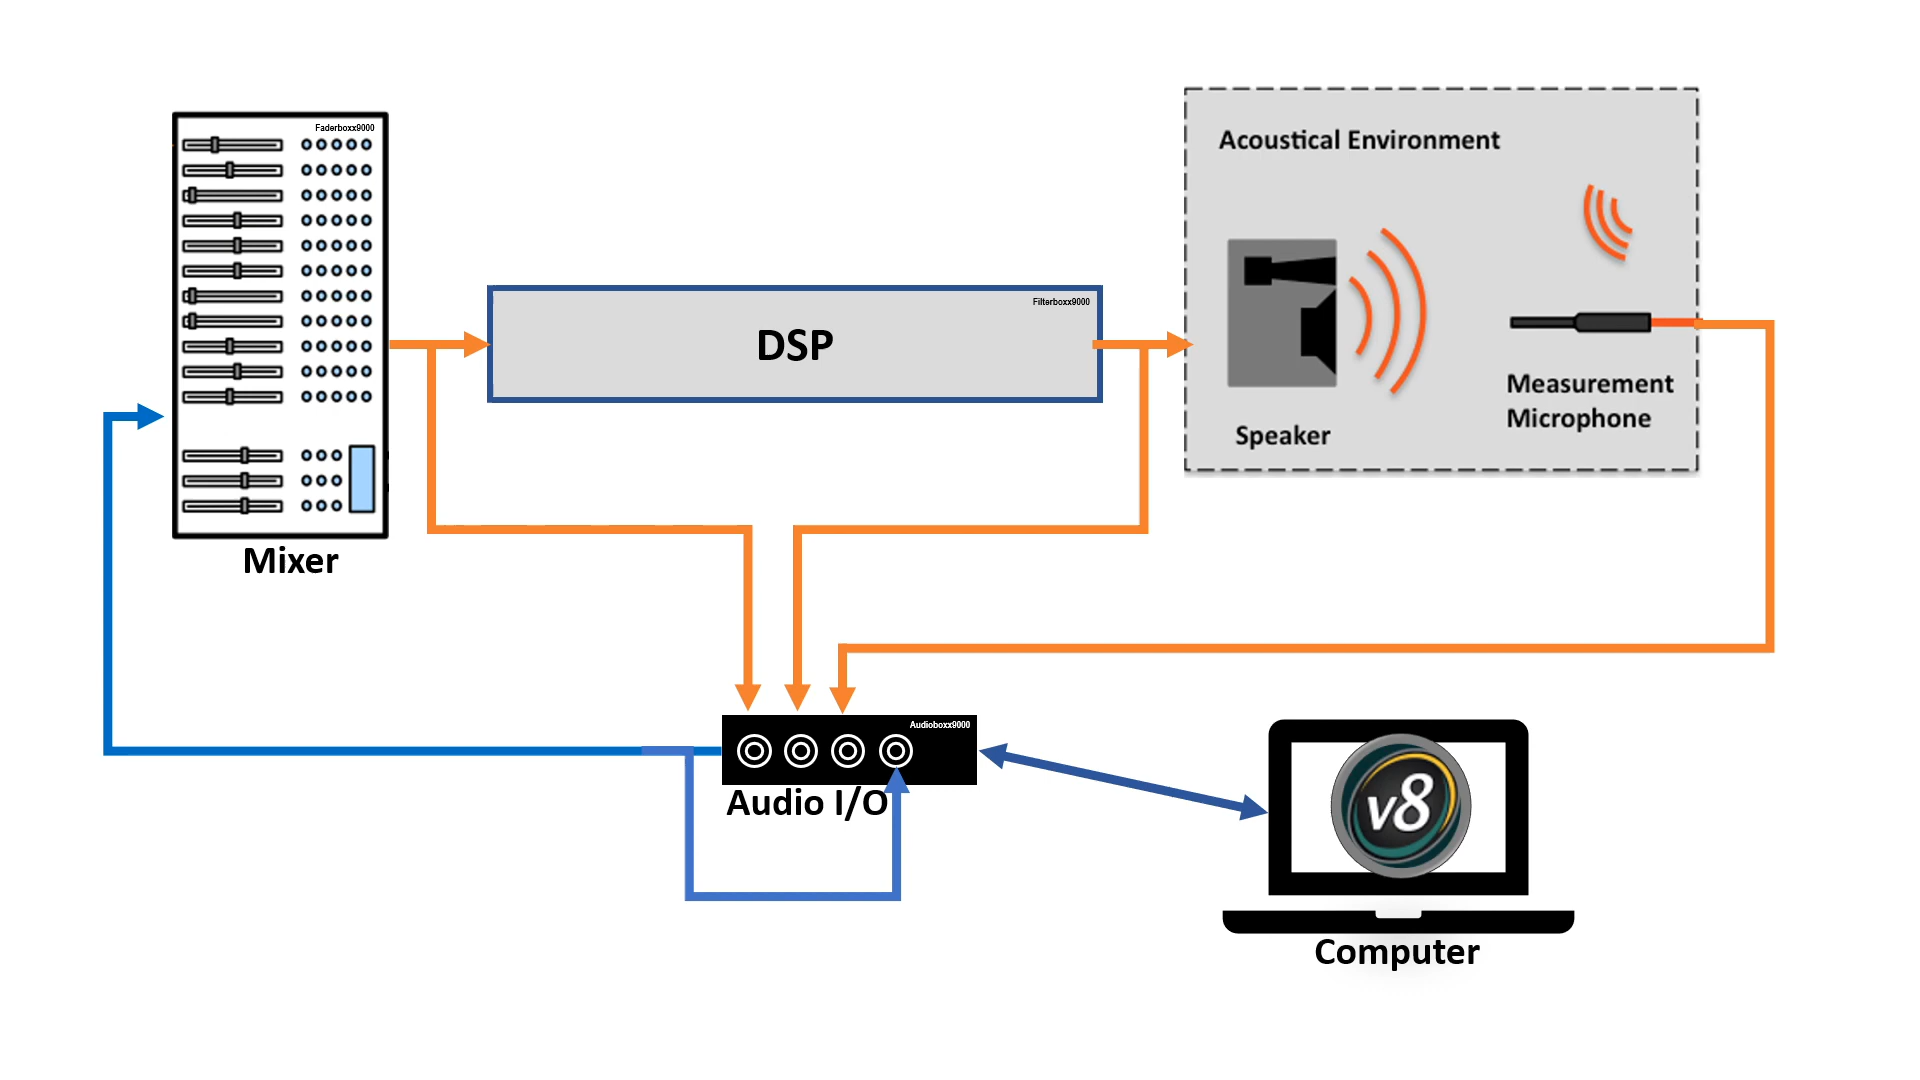 Faderboxx9000
Mixer
Filterboxx9000
DSP
Acoustical Environment
Speaker
Measurement
Microphone
Audioboxx9000
Audio I/O
v8
Computer